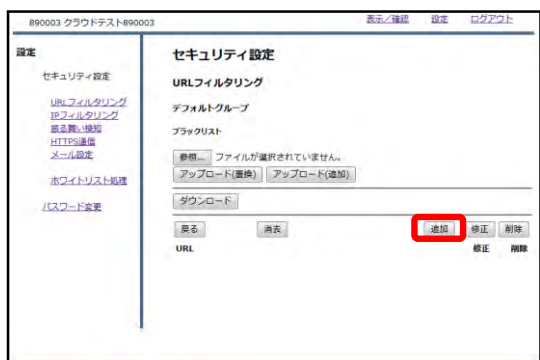 890003 クラウドテスト890003
表示/確認 設定 ログアウト
設定
セキュリティ設定
URLフィルタリング
IPフィルタリング
振る舞い検知
HTTPS通信
メール設定
ホワイトリスト処理
パスワード変更
セキュリティ設定
URLフィルタリング
デフォルトグループ
ブラックリスト
参照... ファイルが選択されていません。
アップロード(置換) アップロード(追加)
ダウンロード
戻る 消去 追加 修正 削除
URL 修正 削除